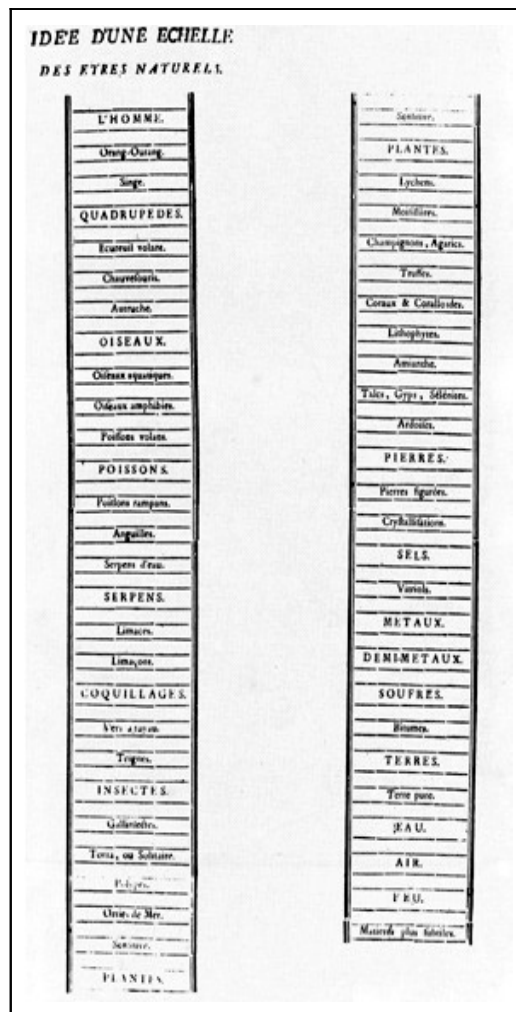 IDÉE D'UNE ECHELLE
DES ETRES NATURELS.
L'HOMME.
Orang-Outang.
Singe.
QUADRUPEDES.
Ecureuil volant.
Chauvesouris.
Autruche.
OISEAUX.
Oiseaux aquatiques.
Oiseaux amphibies.
Poissons volans.
POISSONS.
Poissons rampans.
Anguilles.
Serpens d'eau.
SERPENS.
Limaces.
Limaçons.
COQUILLAGES.
Vers à tuyau.
Teignes.
INSECTES.
Gallinsectes.
Tænia, ou Solitaire.
Polypes.
Orties de Mer.
Sensitive.
PLANTES.
Sensitive.
PLANTES.
Lychens.
Moisissures.
Champignons, Agarics.
Truffes.
Coraux & Coralloides.
Lithophytes.
Amianthe.
Talcs, Gyps, Sélénites.
Ardoises.
PIERRES.
Pierres figurées.
Crystallisations.
SELS.
Vitriols.
METAUX.
DEMI-METAUX.
SOUFRES.
Bitumes.
TERRES.
Terre pure.
EAU.
AIR.
FEU.
Matieres plus subtiles.